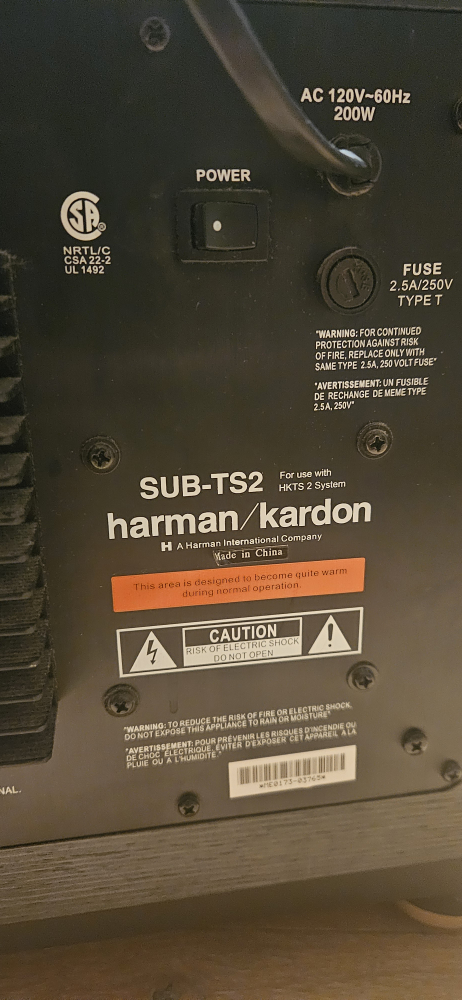 AC 120V~60Hz
200W
POWER
SA
NRTL/C
CSA 22-2
UL 1492
FUSE
2.5A/250V
TYPE T
"WARNING: FOR CONTINUED
PROTECTION AGAINST RISK
OF FIRE, REPLACE ONLY WITH
SAME TYPE 2.5A, 250 VOLT FUSE"
"AVERTISSEMENT: UN FUSIBLE
DE RECHANGE DE MEME TYPE
2.5A, 250V"
SUB-TS2
For use with
HKTS 2 System
harman/kardon
H A Harman International Company
Made in China
This area is designed to become quite warm
during normal operation.
CAUTION
RISK OF ELECTRIC SHOCK
DO NOT OPEN
"WARNING: TO REDUCE THE RISK OF FIRE OR ELECTRIC SHOCK,
DO NOT EXPOSE THIS APPLIANCE TO RAIN OR MOISTURE"
"AVERTISSEMENT: POUR PRÉVENIR LES RISQUES D'INCENDIE OU
DE CHOC ÉLECTRIQUE, ÉVITER D'EXPOSER CET APPAREIL A LA
PLUIE OU A L'HUMIDITE."
*ME0173-03765*
NAL.